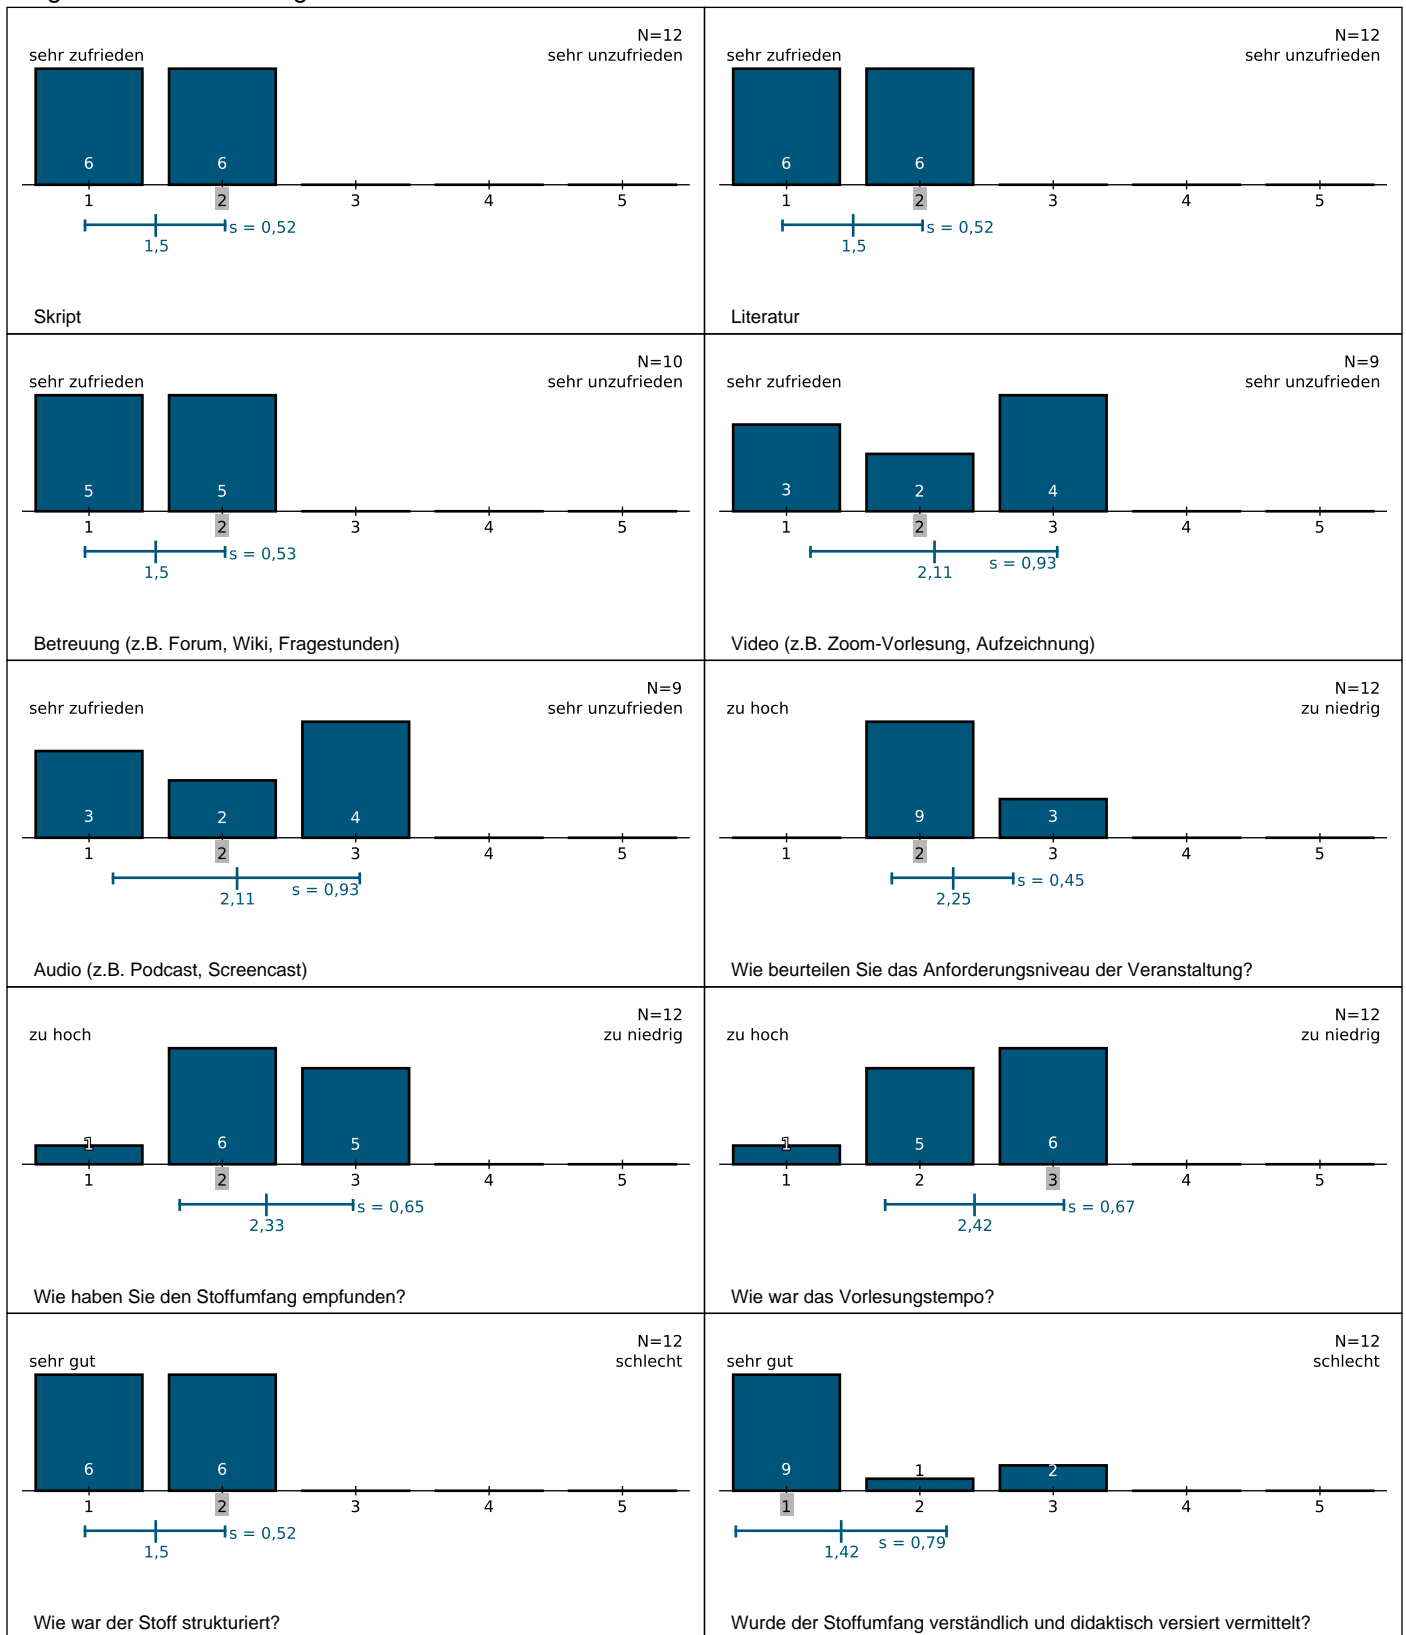 N=12
sehr zufrieden
sehr unzufrieden
6
6
1
2
3
4
5
s = 0,52
1,5
Skript
N=12
sehr zufrieden
sehr unzufrieden
6
6
1
2
3
4
5
s = 0,52
1,5
Literatur
N=10
sehr zufrieden
sehr unzufrieden
5
5
1
2
3
4
5
s = 0,53
1,5
Betreuung (z.B. Forum, Wiki, Fragestunden)
N=9
sehr zufrieden
sehr unzufrieden
3
2
4
1
2
3
4
5
s = 0,93
2,11
Video (z.B. Zoom-Vorlesung, Aufzeichnung)
N=9
sehr zufrieden
sehr unzufrieden
3
2
4
1
2
3
4
5
s = 0,93
2,11
Audio (z.B. Podcast, Screencast)
N=12
zu hoch
zu niedrig
9
3
1
2
3
4
5
s = 0,45
2,25
Wie beurteilen Sie das Anforderungsniveau der Veranstaltung?
N=12
zu hoch
zu niedrig
1
6
5
1
2
3
4
5
s = 0,65
2,33
Wie haben Sie den Stoffumfang empfunden?
N=12
zu hoch
zu niedrig
1
5
6
1
2
3
4
5
s = 0,67
2,42
Wie war das Vorlesungstempo?
N=12
sehr gut
schlecht
6
6
1
2
3
4
5
s = 0,52
1,5
Wie war der Stoff strukturiert?
N=12
sehr gut
schlecht
9
1
2
1
2
3
4
5
s = 0,79
1,42
Wurde der Stoffumfang verständlich und didaktisch versiert vermittelt?